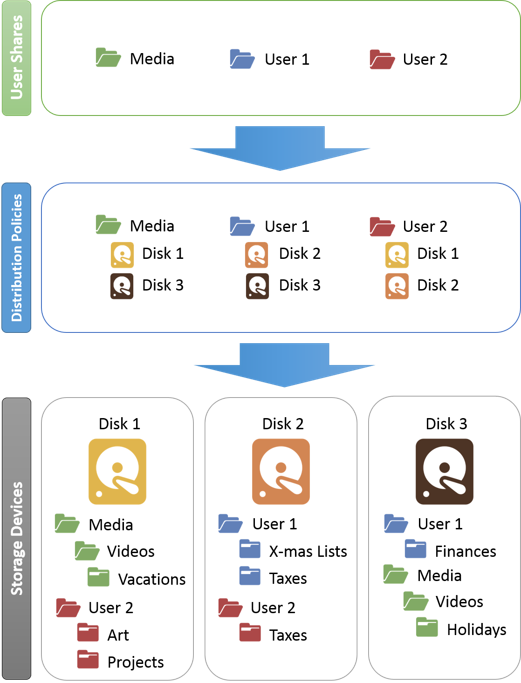 User Shares
Media
User 1
User 2
Distribution Policies
Media
User 1
User 2
Disk 1
Disk 2
Disk 1
Disk 3
Disk 3
Disk 2
Storage Devices
Disk 1
Media
Videos
Vacations
User 2
Art
Projects
Disk 2
User 1
X-mas Lists
Taxes
User 2
Taxes
Disk 3
User 1
Finances
Media
Videos
Holidays